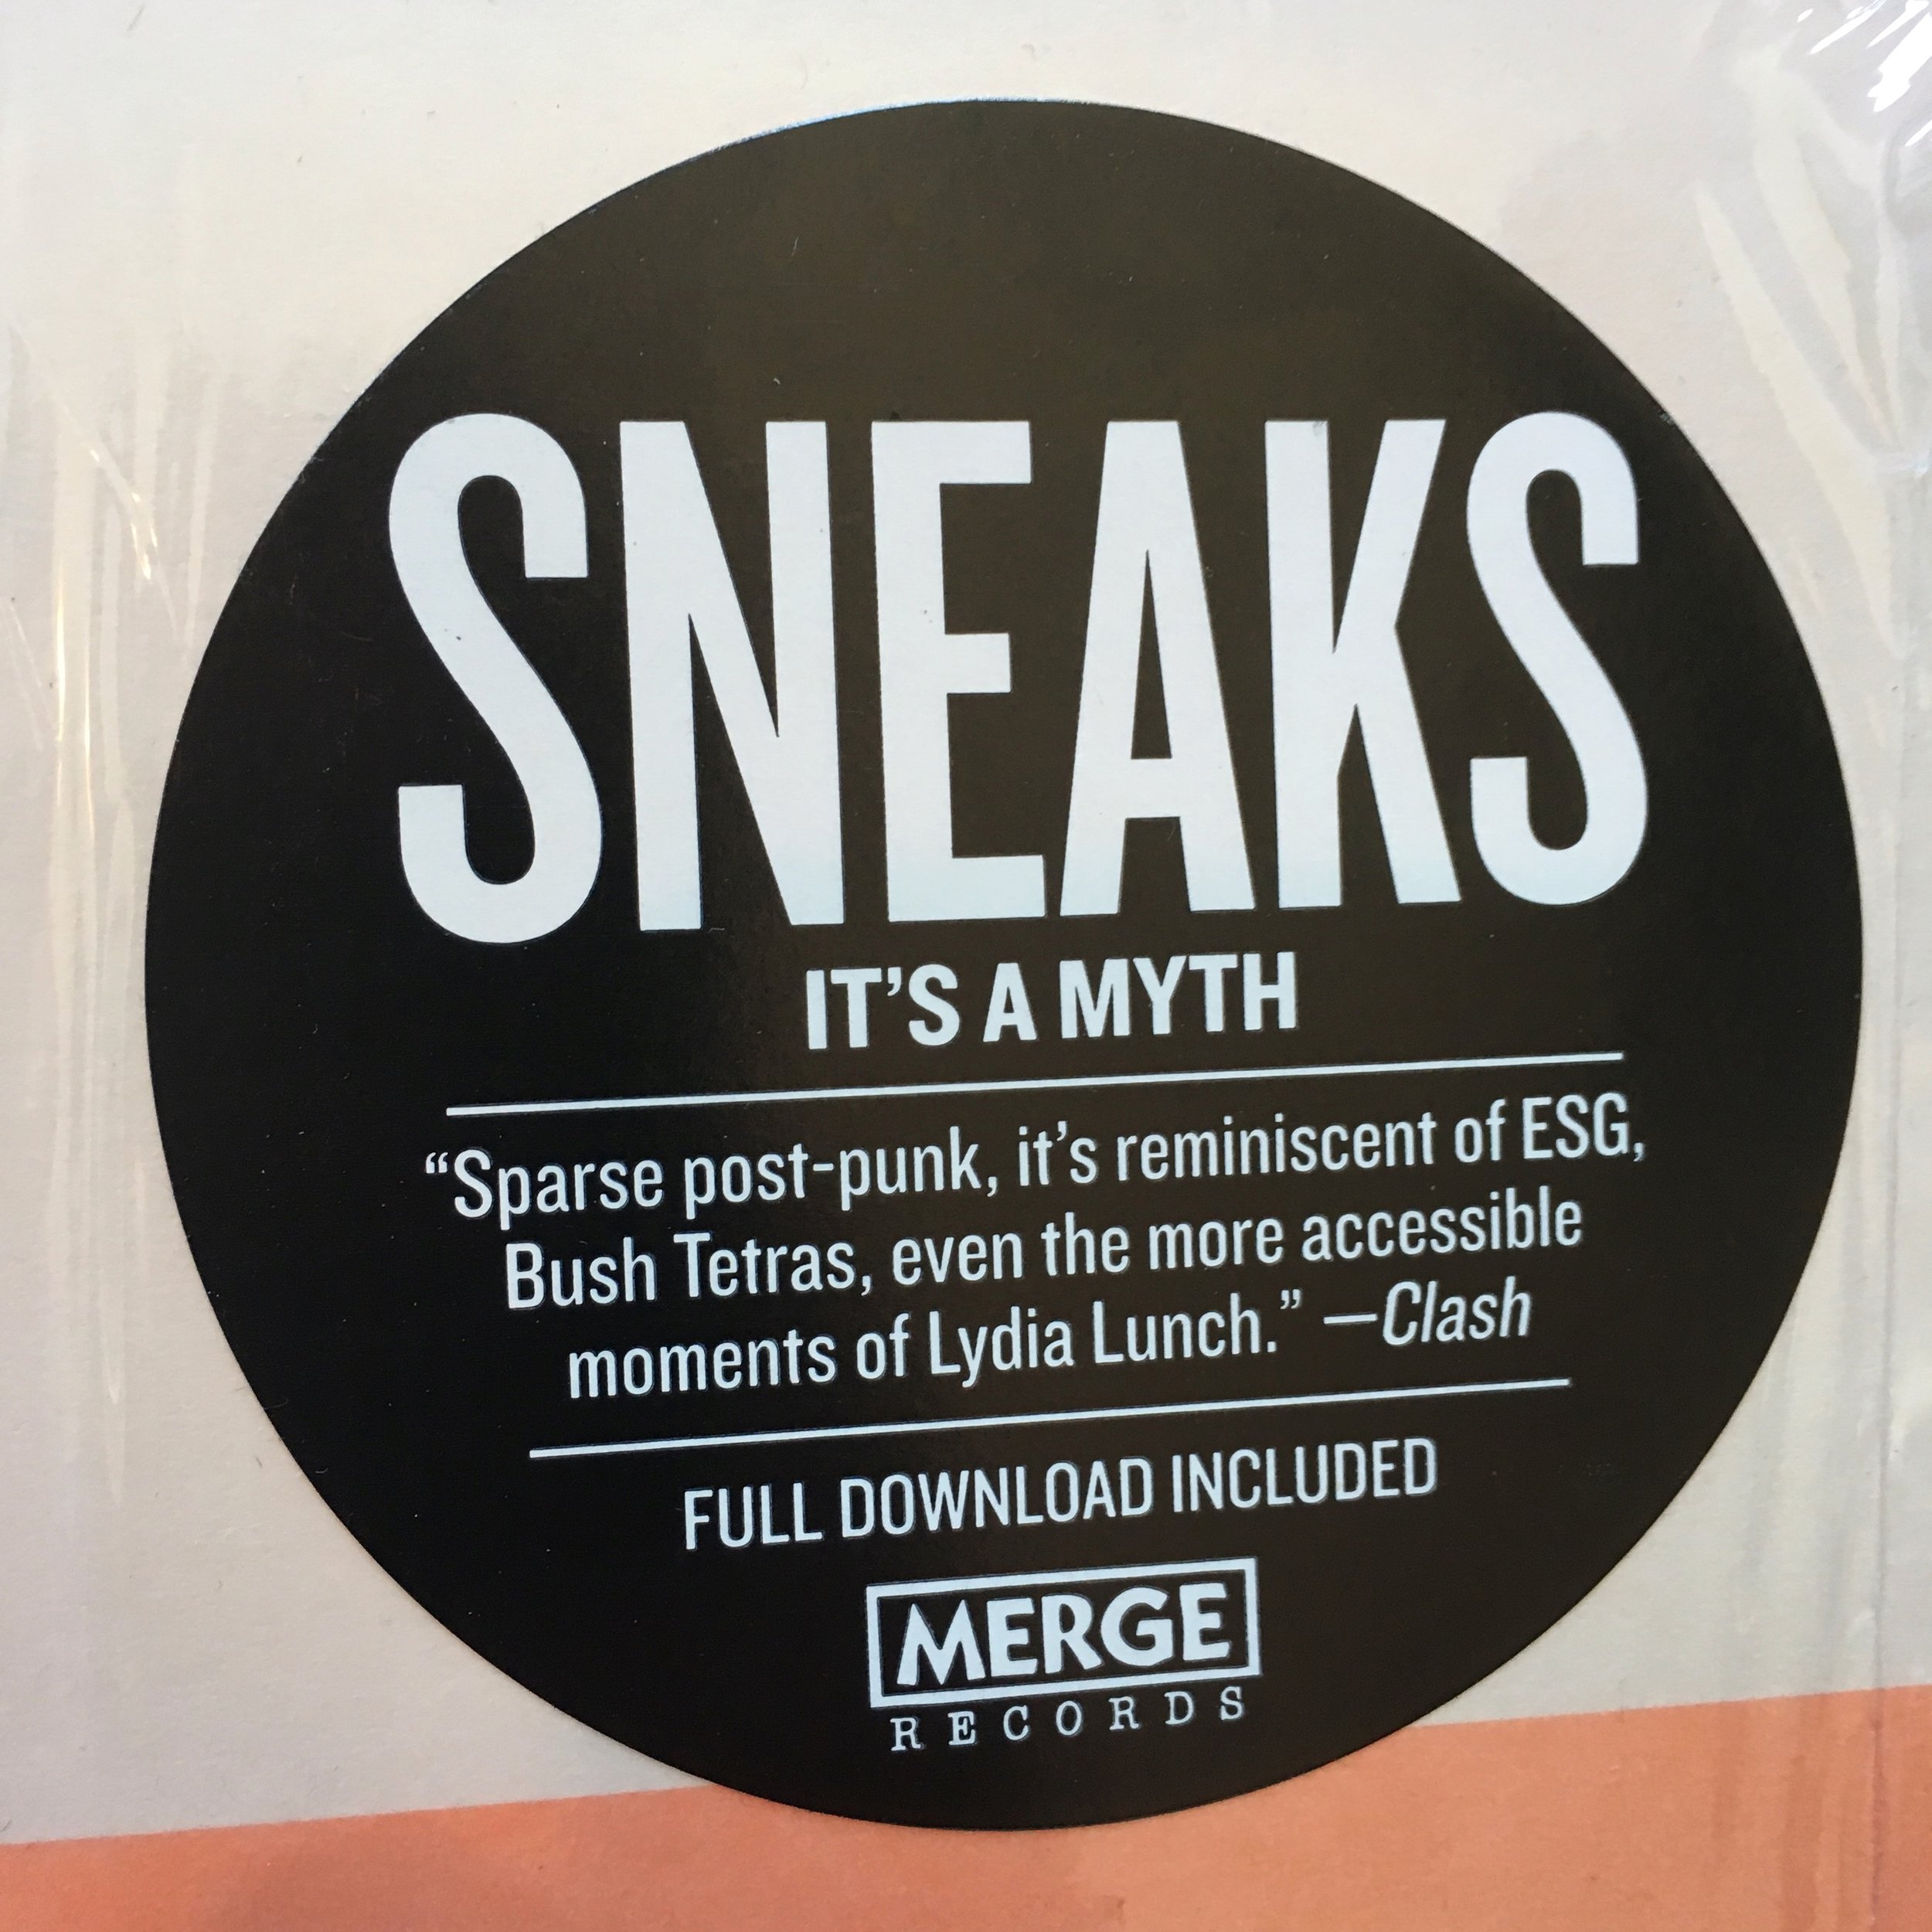 SNEAKS
IT’S A MYTH
“Sparse post-punk, it’s reminiscent of ESG,
Bush Tetras, even the more accessible
moments of Lydia Lunch.” —Clash
FULL DOWNLOAD INCLUDED
MERGE
RECORDS